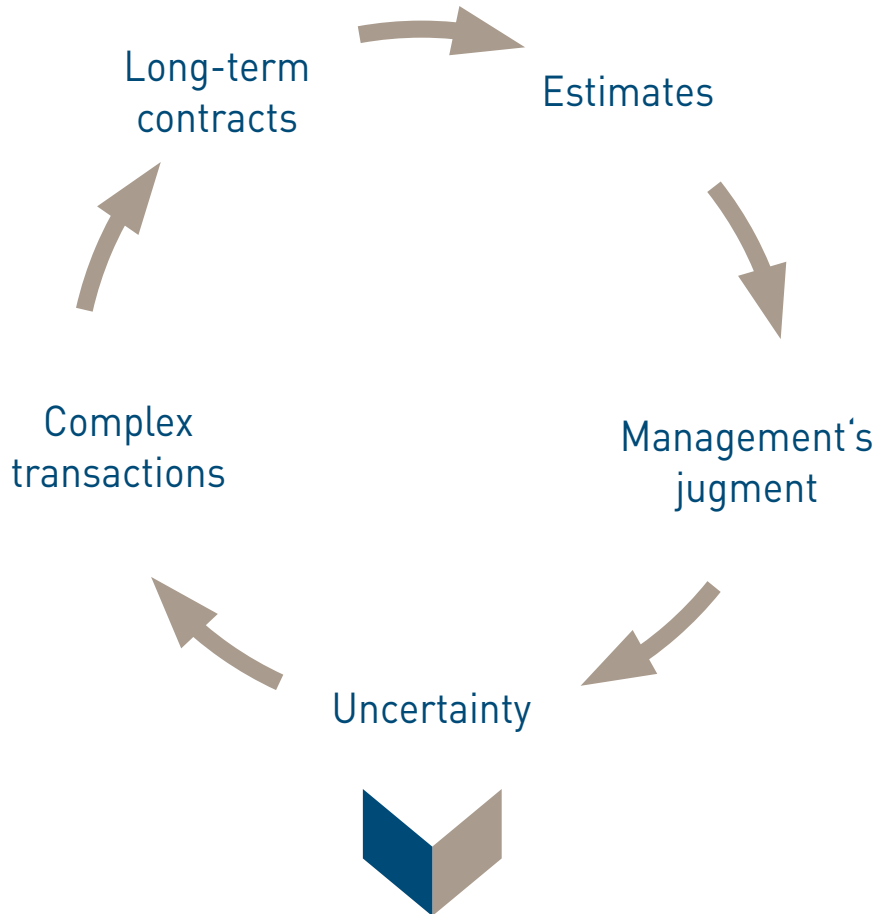 Long-term
contracts
Estimates
Management‘s
jugment
Uncertainty
Complex
transactions